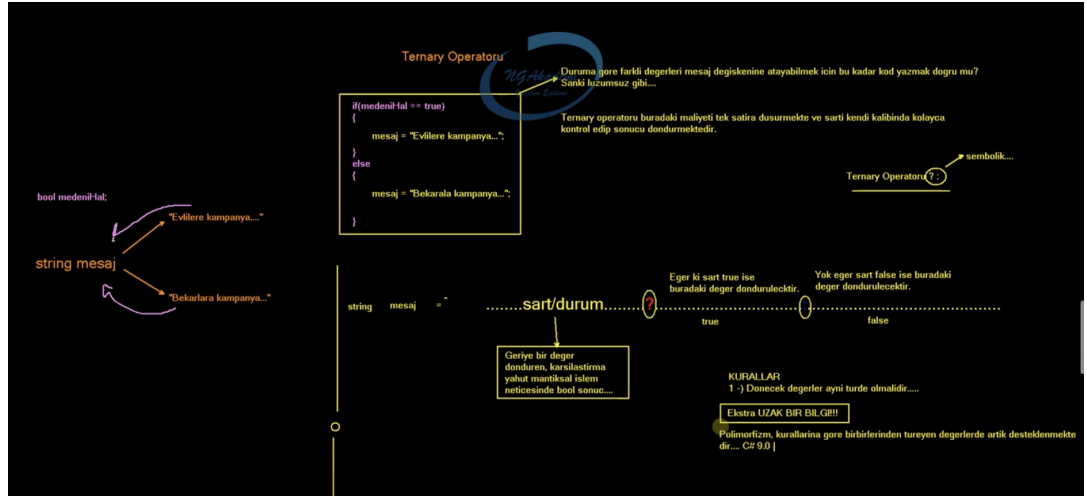 Ternary Operatoru
NGAkademi
Duruma gore farkli degerleri mesaj degiskenine atayabilmek icin bu kadar kod yazmak dogru mu?
Sanki luzumsuz gibi....
if(medeniHal == true)
{
mesaj = "Evlilere kampanya...";
}
else
{
mesaj = "Bekarala kampanya...";
}
Ternary operatoru buradaki maliyeti tek satira dusurmekte ve sarti kendi kalibinda kolayca
kontrol edip sonucu dondurmektedir.
sembolik....
Ternary Operatoru ? :
bool medeniHal;
"Evlilere kampanya...."
string mesaj
"Bekarlara kampanya..."
string mesaj = "
........sart/durum........?
Eger ki sart true ise
buradaki deger dondurulecktir.
true
:
Yok eger sart false ise buradaki
deger dondurulecektir.
false
Geriye bir deger
donduren, karsilastirma
yahut mantiksal islem
neticesinde bool sonuc....
KURALLAR
1 -) Donecek degerler ayni turde olmalidir.....
Ekstra UZAK BIR BILGI!!!
Polimorfizm, kurallarina gore birbirlerinden tureyen degerlerde artik desteklenmekte
dir.... C# 9.0